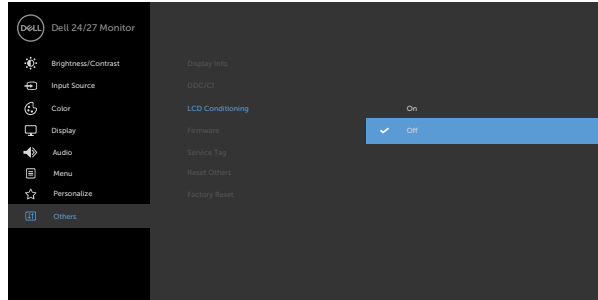 DELL
Dell 24/27 Monitor
Brightness/Contrast
Input Source
Color
Display
Audio
Menu
Personalize
Others
Display Info
DDC/CI
LCD Conditioning
Firmware
Service Tag
Reset Others
Factory Reset
On
Off